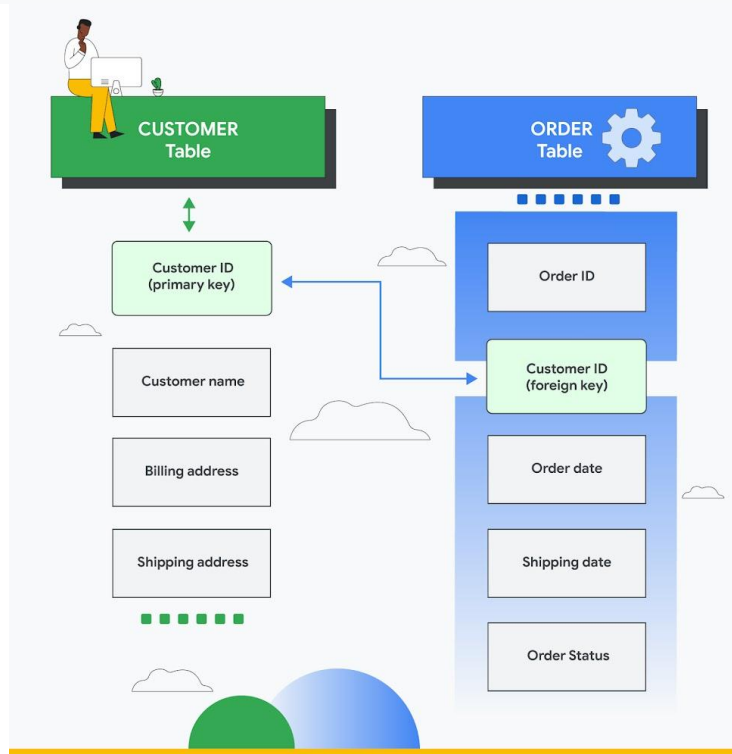 CUSTOMER
Table
Customer ID
(primary key)
Customer name
Billing address
Shipping address
ORDER
Table
Order ID
Customer ID
(foreign key)
Order date
Shipping date
Order Status